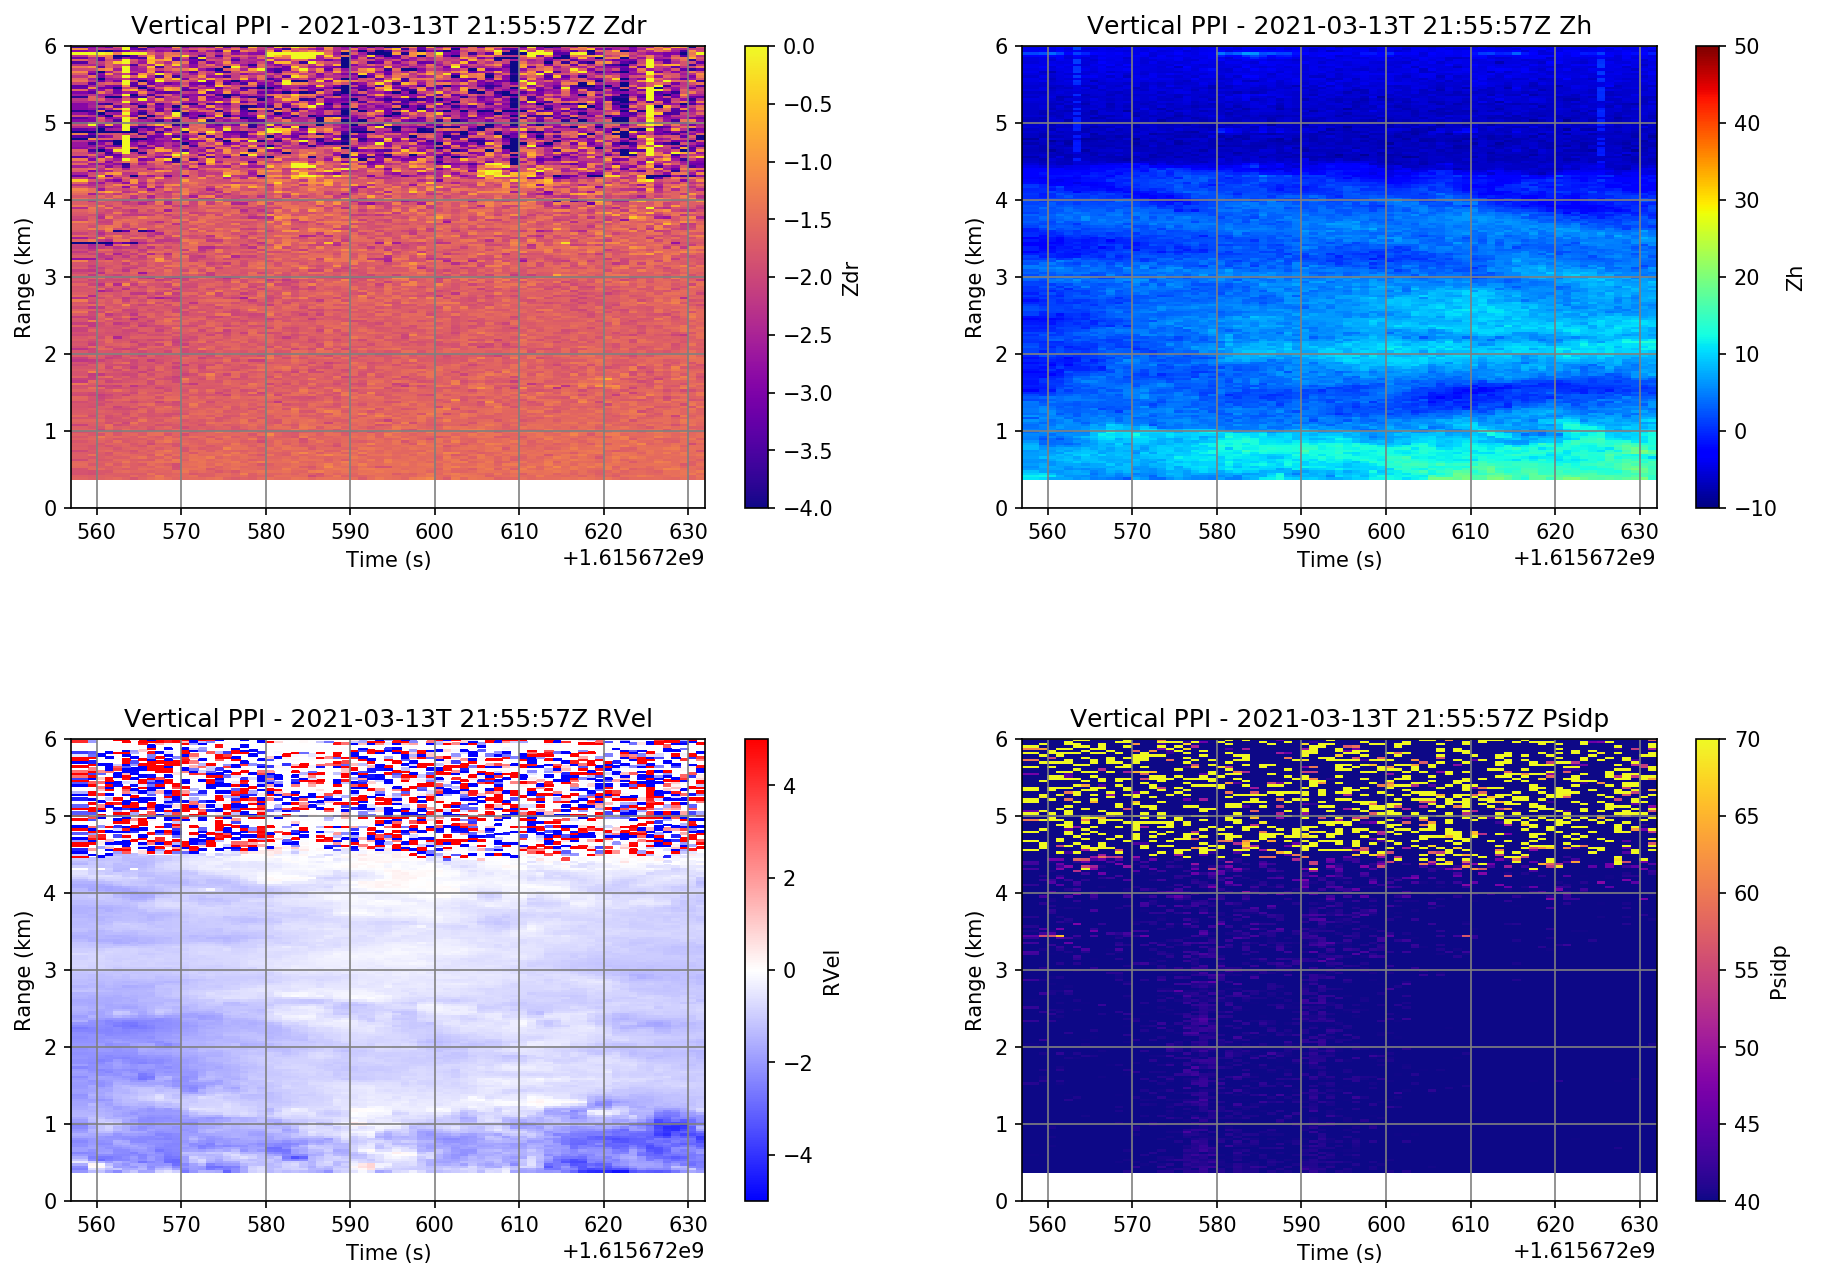 Vertical PPI - 2021-03-13T 21:55:57Z Zdr
6
5
4
3
2
1
0
Range (km)
560 570 580 590 600 610 620 630
Time (s)
+1.615672e9
0.0
−0.5
−1.0
−1.5
−2.0
−2.5
−3.0
−3.5
−4.0
Zdr
Vertical PPI - 2021-03-13T 21:55:57Z Zh
6
5
4
3
2
1
0
Range (km)
560 570 580 590 600 610 620 630
Time (s)
+1.615672e9
50
40
30
20
10
0
−10
Zh
Vertical PPI - 2021-03-13T 21:55:57Z RVel
6
5
4
3
2
1
0
Range (km)
560 570 580 590 600 610 620 630
Time (s)
+1.615672e9
4
2
0
−2
−4
RVel
Vertical PPI - 2021-03-13T 21:55:57Z Psidp
6
5
4
3
2
1
0
Range (km)
560 570 580 590 600 610 620 630
Time (s)
+1.615672e9
70
65
60
55
50
45
40
Psidp